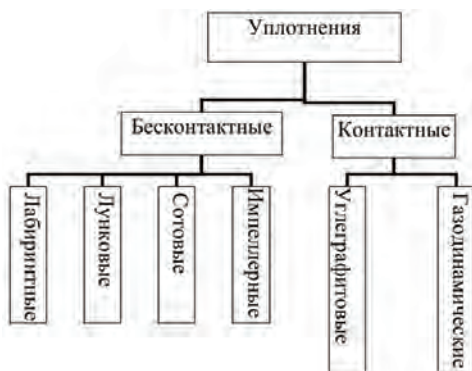 Уплотнения
Бесконтактные
Контактные
Лабиринтные
Лунковые
Сотовые
Импеллерные
Углеграфитовые
Газодинамические